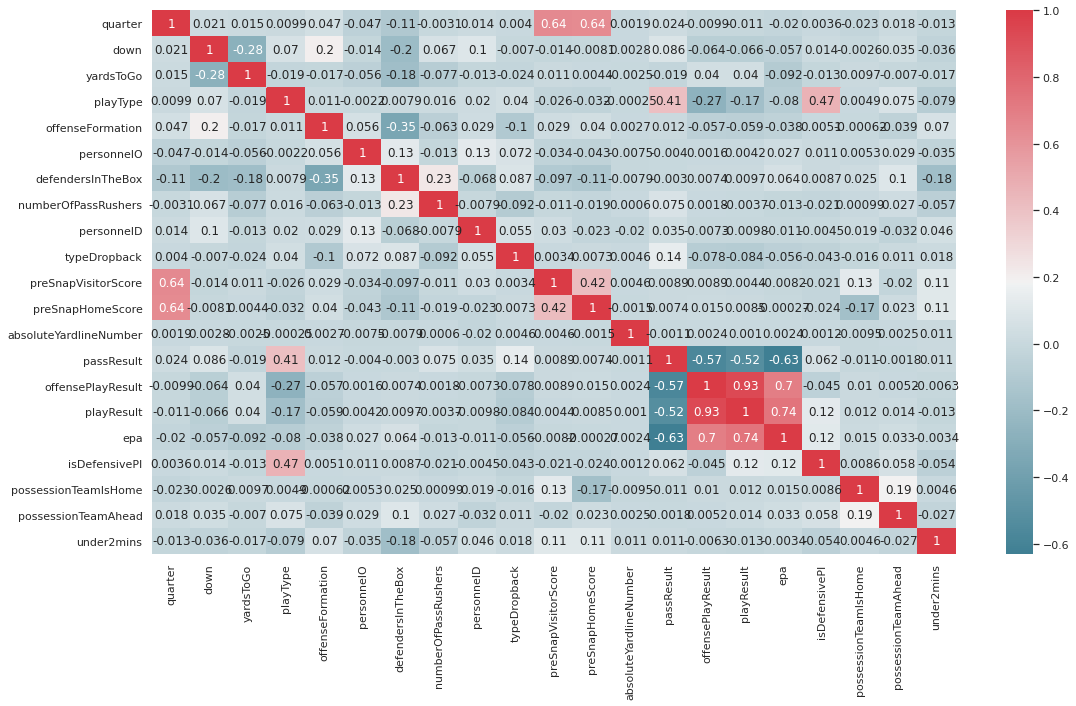 quarter 1 0.021 0.015 0.0099 0.047 -0.047 -0.11 -0.0031 0.014 0.004 0.64 0.64 0.0019 0.024 -0.0099 -0.011 -0.02 0.0036 -0.023 0.018 -0.013
down 0.021 1 -0.28 0.07 0.2 -0.014 -0.2 0.067 0.1 -0.007 -0.014 -0.0081 0.0028 0.086 -0.064 -0.066 -0.057 0.014 -0.0026 0.035 -0.036
yardsToGo 0.015 -0.28 1 -0.019 -0.017 -0.056 -0.18 -0.077 -0.013 -0.024 0.011 0.0044 -0.0025 -0.019 0.04 0.04 -0.092 -0.013 0.0097 -0.007 -0.017
playType 0.0099 0.07 -0.019 1 0.011 -0.0022 0.0079 0.016 0.02 0.04 -0.026 -0.032 -0.00025 0.41 -0.27 -0.17 -0.08 0.47 0.0049 0.075 -0.079
offenseFormation 0.047 0.2 -0.017 0.011 1 0.056 -0.35 -0.063 0.029 -0.1 0.029 0.04 0.0027 0.012 -0.057 -0.059 -0.038 0.0051 -0.00062 -0.039 0.07
personnelO -0.047 -0.014 -0.056 -0.0022 0.056 1 0.13 -0.013 0.13 0.072 -0.034 -0.043 -0.0075 -0.004 0.0016 0.0042 0.027 0.011 0.0053 0.029 -0.035
defendersInTheBox -0.11 -0.2 -0.18 0.0079 -0.35 0.13 1 0.23 -0.068 0.087 -0.097 -0.11 -0.0079 -0.003 0.0074 0.0097 0.064 0.0087 0.025 0.1 -0.18
numberOfPassRushers -0.0031 0.067 -0.077 0.016 -0.063 -0.013 0.23 1 -0.0079 -0.092 -0.011 -0.019 0.0006 0.075 0.0018 -0.0037 -0.013 -0.021 0.00099 0.027 -0.057
personnelD 0.014 0.1 -0.013 0.02 0.029 0.13 -0.068 -0.0079 1 0.055 0.03 -0.023 -0.02 0.035 -0.0073 -0.0098 -0.011 -0.0045 0.019 -0.032 0.046
typeDropback 0.004 -0.007 -0.024 0.04 -0.1 0.072 0.087 -0.092 0.055 1 0.0034 0.0073 0.0046 0.14 -0.078 -0.084 -0.056 -0.043 -0.016 0.011 0.018
preSnapVisitorScore 0.64 -0.014 0.011 -0.026 0.029 -0.034 -0.097 -0.011 0.03 0.0034 1 0.42 0.0046 0.0089 0.0089 0.0044 -0.0082 -0.021 0.13 -0.02 0.11
preSnapHomeScore 0.64 -0.0081 0.0044 -0.032 0.04 -0.043 -0.11 -0.019 -0.023 0.0073 0.42 1 -0.0015 0.0074 0.015 0.0085 -0.00027 -0.024 -0.17 0.023 0.11
absoluteYardlineNumber 0.0019 0.0028 -0.0025 -0.00025 0.0027 -0.0075 -0.0079 0.0006 -0.02 0.0046 0.0046 -0.0015 1 -0.0011 0.0024 0.001 0.0024 0.0012 -0.0095 0.0025 0.011
passResult 0.024 0.086 -0.019 0.41 0.012 -0.004 -0.003 0.075 0.035 0.14 0.0089 0.0074 -0.0011 1 -0.57 -0.52 -0.63 0.062 -0.011 -0.0018 0.011
offensePlayResult -0.0099 -0.064 0.04 -0.27 -0.057 0.0016 0.0074 0.0018 -0.0073 -0.078 0.0089 0.015 0.0024 -0.57 1 0.93 0.7 -0.045 0.01 0.0052 -0.0063
playResult -0.011 -0.066 0.04 -0.17 -0.059 0.0042 0.0097 -0.0037 -0.0098 -0.084 0.0044 0.0085 0.001 -0.52 0.93 1 0.74 0.12 0.012 0.014 -0.013
epa -0.02 -0.057 -0.092 -0.08 -0.038 0.027 0.064 -0.013 -0.011 -0.056 -0.0082 -0.00027 0.0024 -0.63 0.7 0.74 1 0.12 0.015 0.033 -0.0034
isDefensivePI 0.0036 0.014 -0.013 0.47 0.0051 0.011 0.0087 -0.021 -0.0045 -0.043 -0.021 -0.024 0.0012 0.062 -0.045 0.12 0.12 1 0.0086 0.058 -0.054
possessionTeamIsHome -0.023 -0.0026 0.0097 0.0049 -0.00062 0.0053 0.025 0.00099 0.019 -0.016 0.13 -0.17 -0.0095 -0.011 0.01 0.012 0.015 0.0086 1 0.19 0.0046
possessionTeamAhead 0.018 0.035 -0.007 0.075 -0.039 0.029 0.1 0.027 -0.032 0.011 -0.02 0.023 0.0025 -0.0018 0.0052 0.014 0.033 0.058 0.19 1 -0.027
under2mins -0.013 -0.036 -0.017 -0.079 0.07 -0.035 -0.18 -0.057 0.046 0.018 0.11 0.11 0.011 0.011 -0.0063 -0.013 -0.0034 -0.054 0.0046 -0.027 1
quarter
down
yardsToGo
playType
offenseFormation
personnelO
defendersInTheBox
numberOfPassRushers
personnelD
typeDropback
preSnapVisitorScore
preSnapHomeScore
absoluteYardlineNumber
passResult
offensePlayResult
playResult
epa
isDefensivePI
possessionTeamIsHome
possessionTeamAhead
under2mins
1.0
0.8
0.6
0.4
0.2
0.0
−0.2
−0.4
−0.6